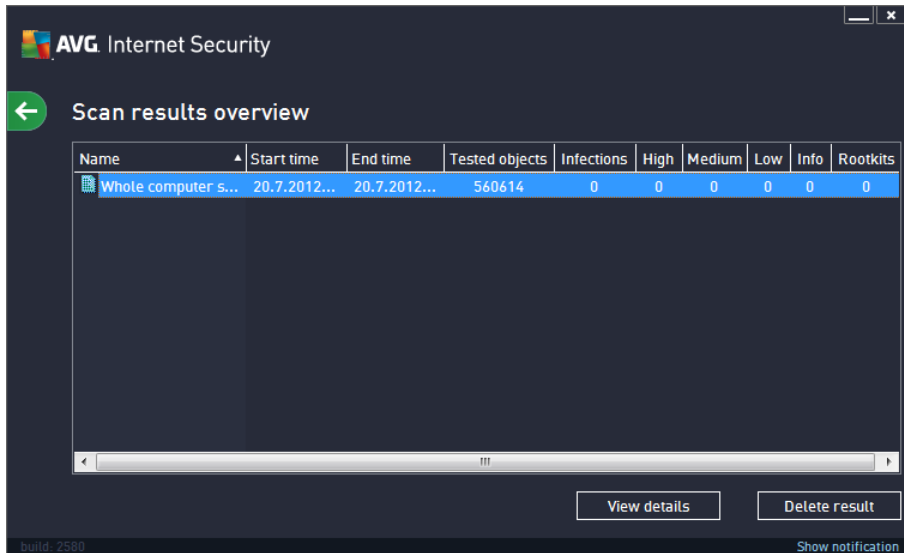 AVG. Internet Security
Scan results overview
Name Start time End time Tested objects Infections High Medium Low Info Rootkits
Whole computer s... 20.7.2012... 20.7.2012... 560614 0 0 0 0 0 0
View details Delete result
build: 2580 Show notification